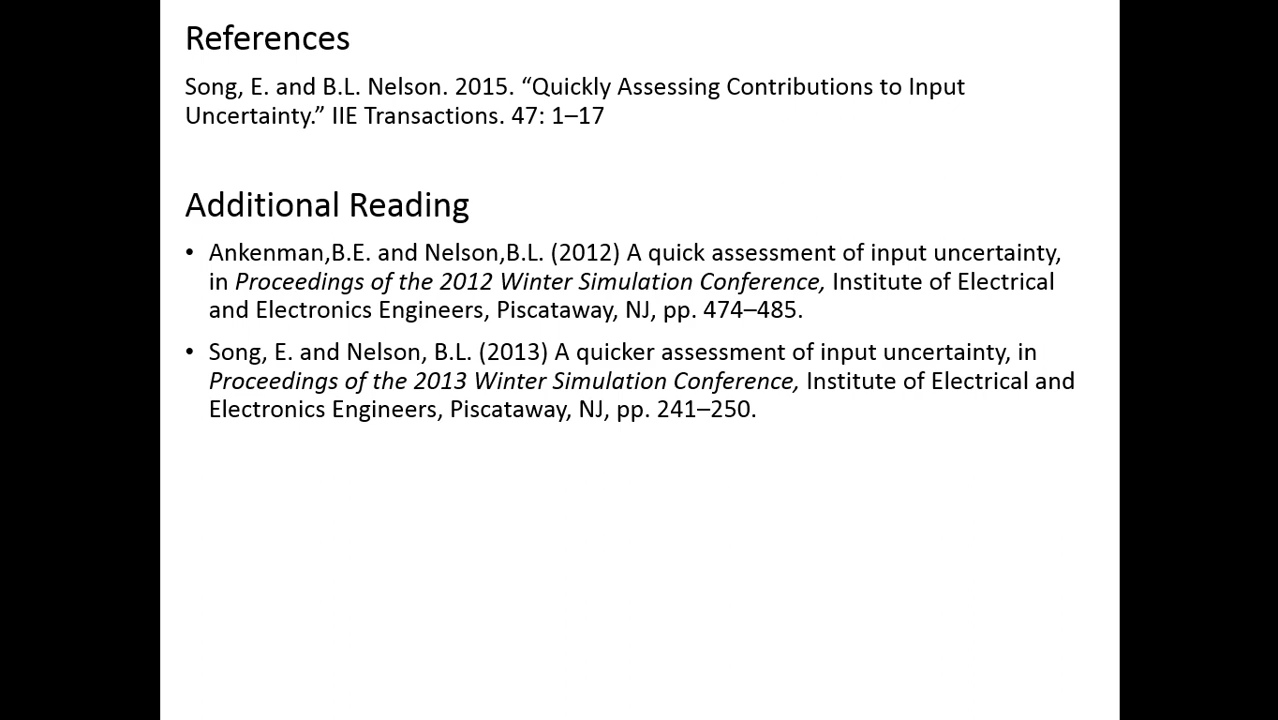 References
Song, E. and B.L. Nelson. 2015. “Quickly Assessing Contributions to Input
Uncertainty.” IIE Transactions. 47: 1–17
Additional Reading
• Ankenman,B.E. and Nelson,B.L. (2012) A quick assessment of input uncertainty,
in Proceedings of the 2012 Winter Simulation Conference, Institute of Electrical
and Electronics Engineers, Piscataway, NJ, pp. 474–485.
• Song, E. and Nelson, B.L. (2013) A quicker assessment of input uncertainty, in
Proceedings of the 2013 Winter Simulation Conference, Institute of Electrical and
Electronics Engineers, Piscataway, NJ, pp. 241–250.